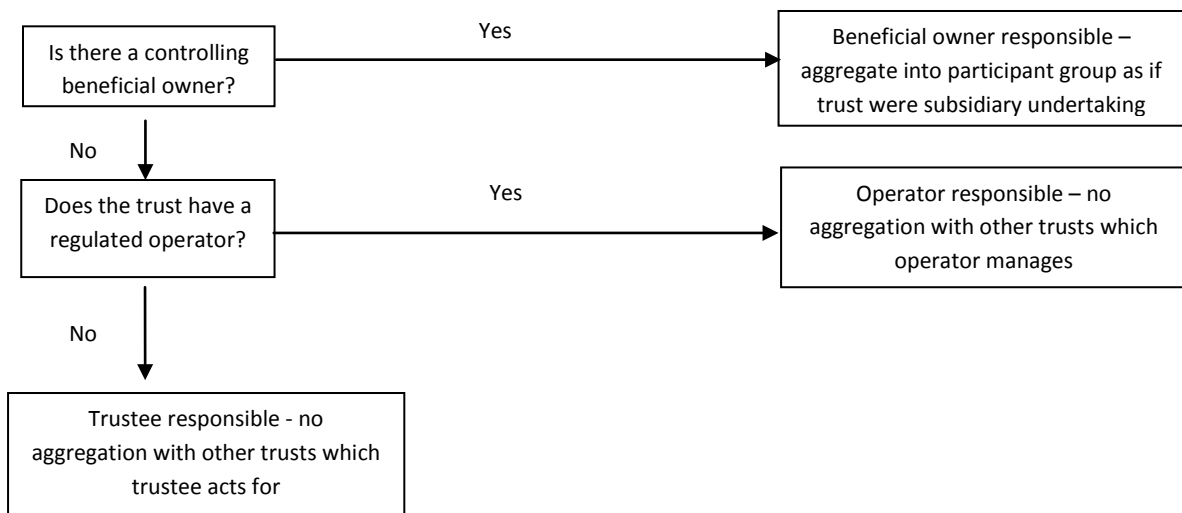 Is there a controlling
beneficial owner?
Yes
Beneficial owner responsible –
aggregate into participant group as if
trust were subsidiary undertaking
No
Does the trust have a
regulated operator?
Yes
Operator responsible – no
aggregation with other trusts which
operator manages
No
Trustee responsible - no
aggregation with other trusts which
trustee acts for